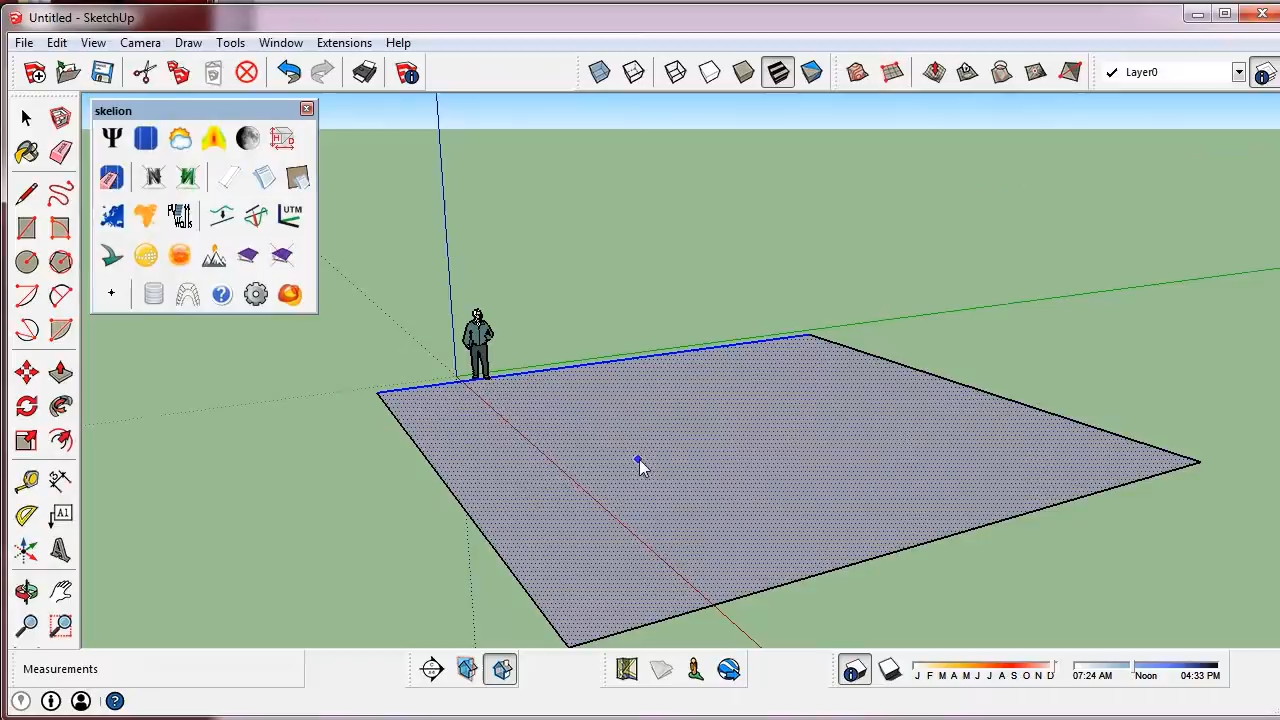 Untitled - SketchUp
File Edit View Camera Draw Tools Window Extensions Help
Layer0
skelion
H D
N N
UTM
A1
Measurements
J F M A M J J A S O N D
07:24 AM Noon 04:33 PM